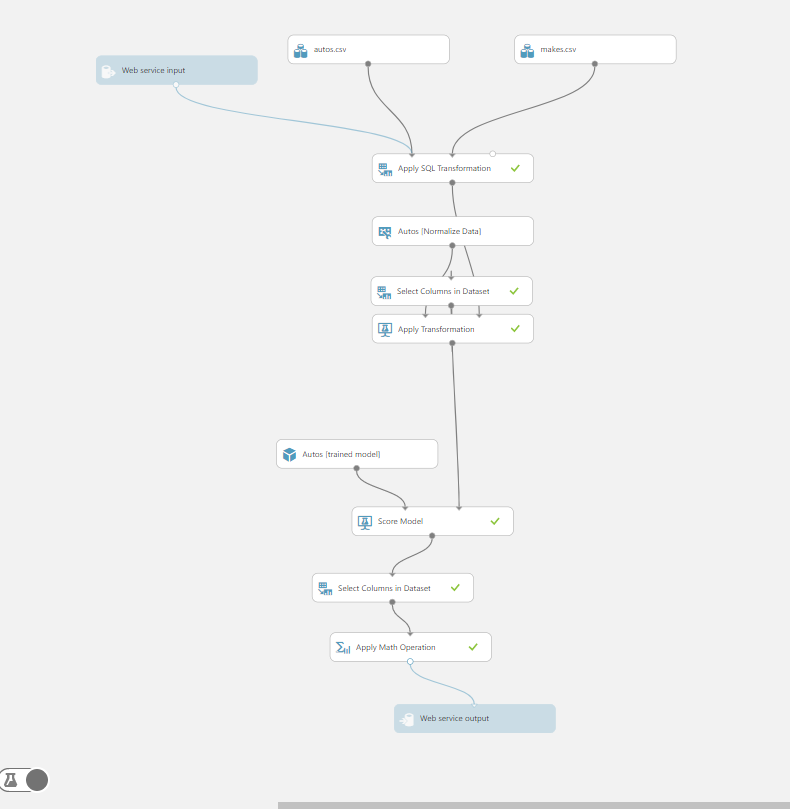 autos.csv
makes.csv
Web service input
Apply SQL Transformation
Autos [Normalize Data]
Select Columns in Dataset
Apply Transformation
Autos [trained model]
Score Model
Select Columns in Dataset
Apply Math Operation
Web service output